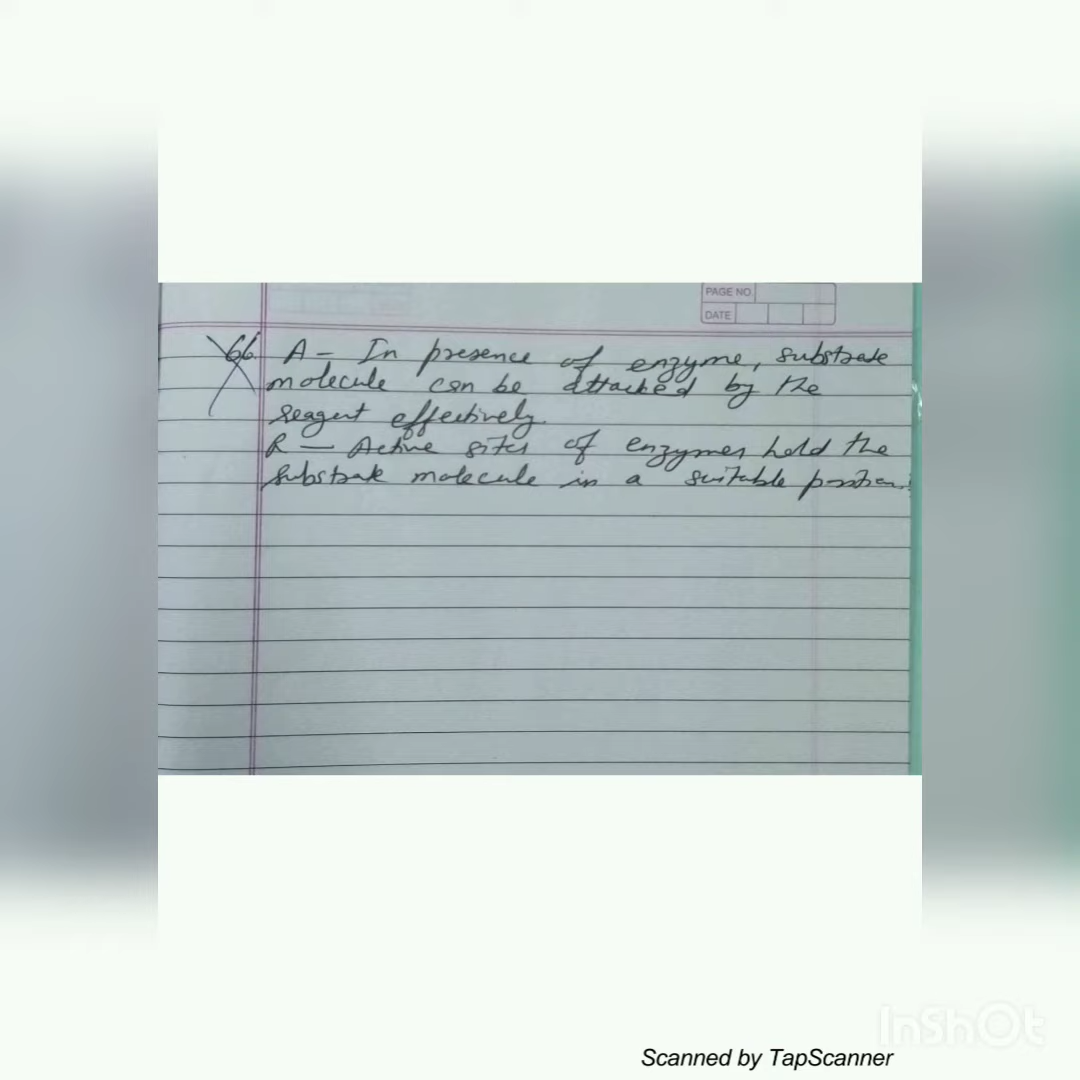 PAGE NO.
DATE
66. A - In presence of enzyme, substrate
molecule can be attacked by the
reagent effectively.
R - Active sites of enzymes hold the
substrate molecule in a suitable position.
InShOt
Scanned by TapScanner